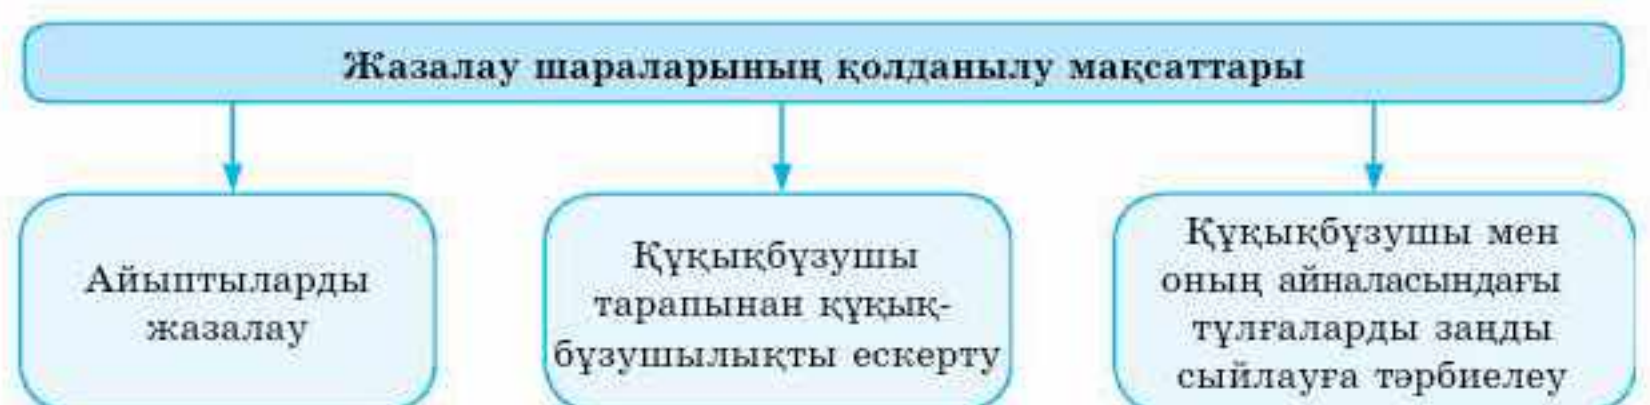 Жазалау шараларының қолданылу мақсаттары
Айыптыларды
жазалау
Құқықбұзушы
тарапынан құқық-
бұзушылықты ескерту
Құқықбұзушы мен
оның айналасындағы
тұлғаларды заңды
сыйлауға тәрбиелеу